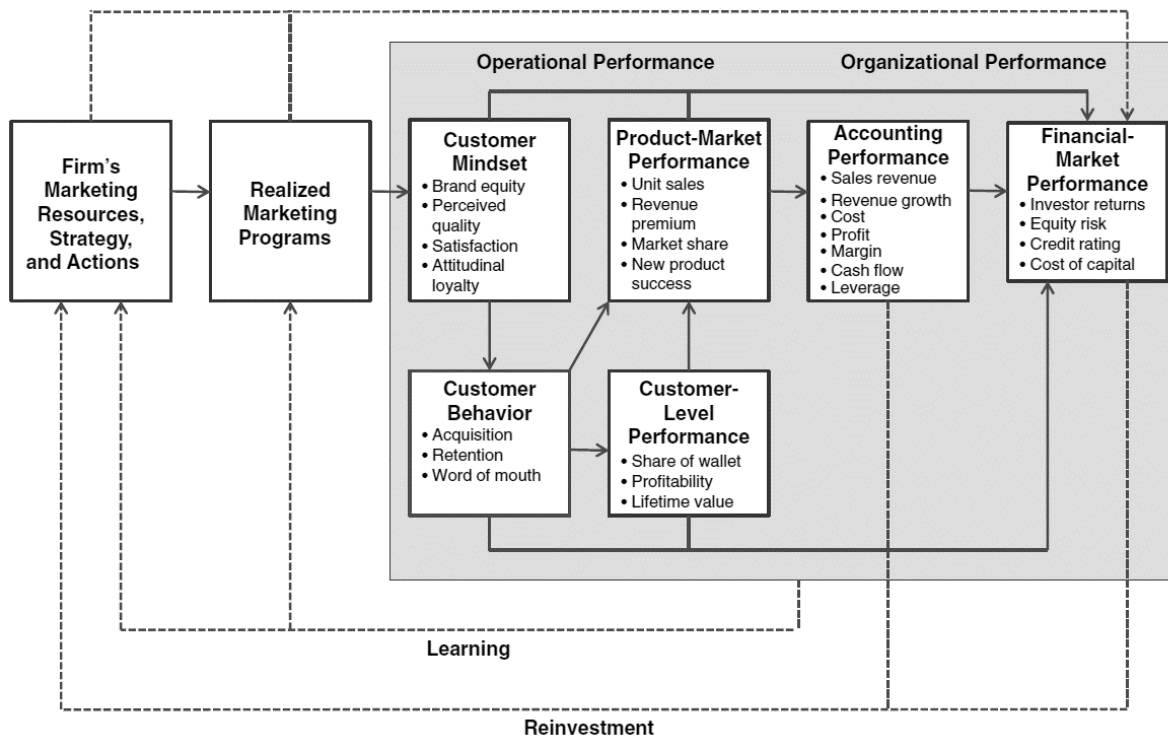 Operational Performance
Organizational Performance
Firm's
Marketing
Resources,
Strategy,
and Actions
Realized
Marketing
Programs
Customer
Mindset
• Brand equity
• Perceived
quality
• Satisfaction
• Attitudinal
loyalty
Product-Market
Performance
• Unit sales
• Revenue
premium
• Market share
• New product
success
Accounting
Performance
• Sales revenue
• Revenue growth
• Cost
• Profit
• Margin
• Cash flow
• Leverage
Financial-
Market
Performance
• Investor returns
• Equity risk
• Credit rating
• Cost of capital
Customer
Behavior
• Acquisition
• Retention
• Word of mouth
Customer-
Level
Performance
• Share of wallet
• Profitability
• Lifetime value
Learning
Reinvestment